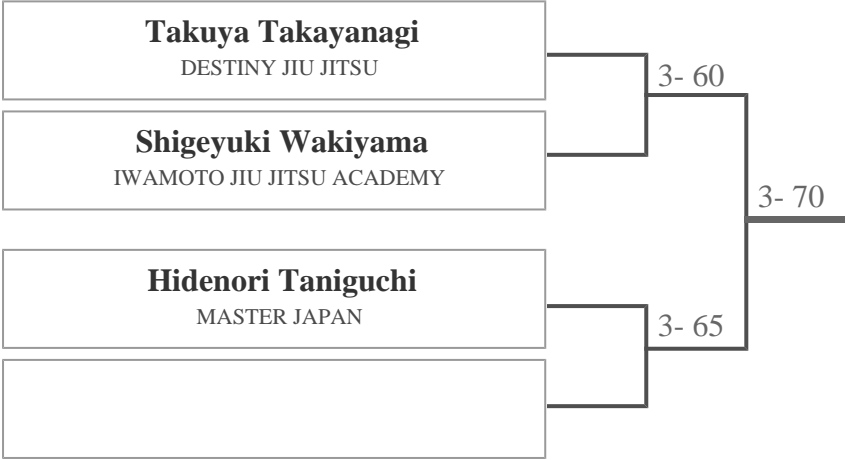 Takuya Takayanagi
DESTINY JIU JITSU
3- 60
Shigeyuki Wakiyama
IWAMOTO JIU JITSU ACADEMY
3- 70
Hidenori Taniguchi
MASTER JAPAN
3- 65